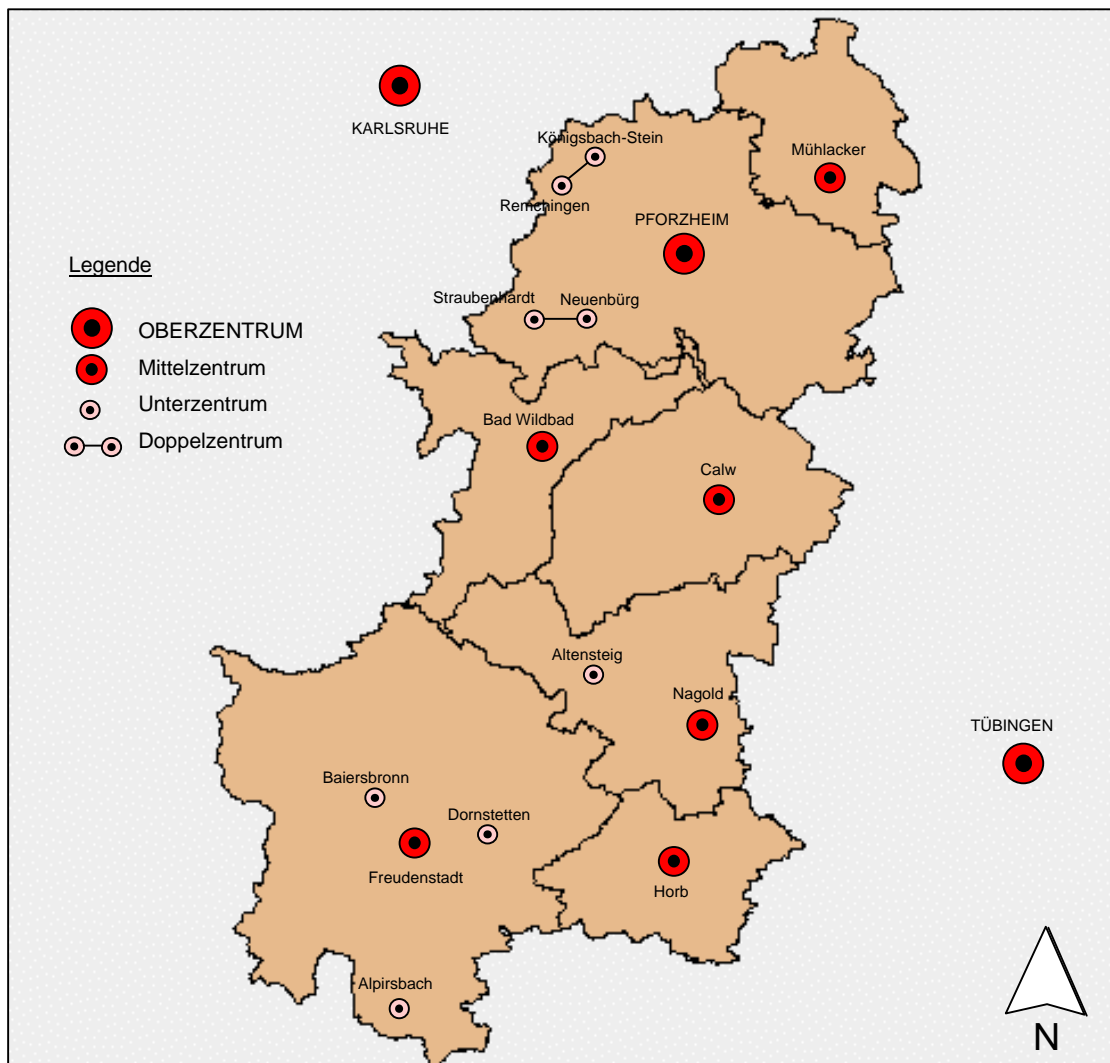 KARLSRUHE
Königsbach-Stein
Mühlacker
Remchingen
PFORZHEIM
Legende
Straubenhardt
Neuenbürg
OBERZENTRUM
Mittelzentrum
Unterzentrum
Doppelzentrum
Bad Wildbad
Calw
Altensteig
Nagold
TÜBINGEN
Baiersbronn
Dornstetten
Freudenstadt
Horb
Alpirsbach
N